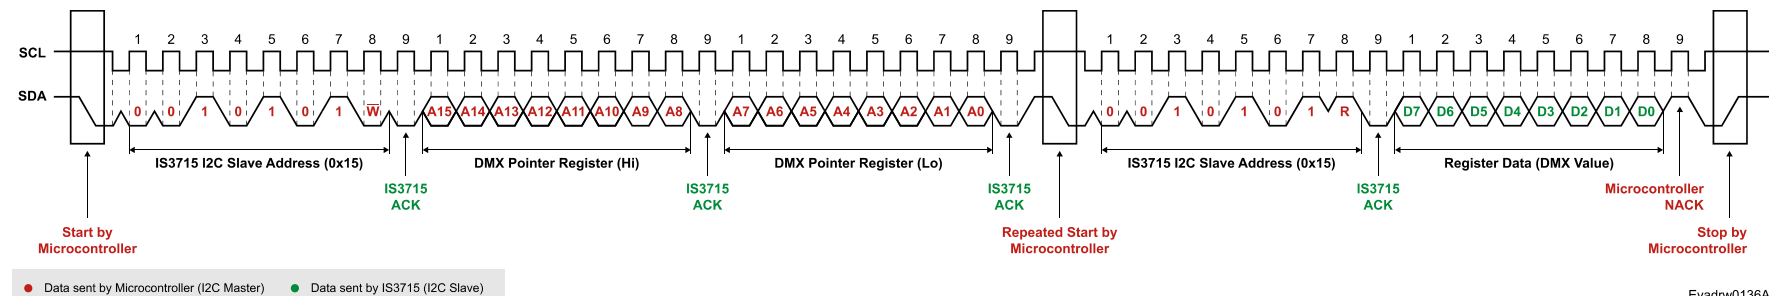 1 2 3 4 5 6 7 8 9 1 2 3 4 5 6 7 8 9 1 2 3 4 5 6 7 8 9 1 2 3 4 5 6 7 8 9 1 2 3 4 5 6 7 8 9
SCL
SDA
0 0 1 0 1 0 1 W̅ A15 A14 A13 A12 A11 A10 A9 A8 A7 A6 A5 A4 A3 A2 A1 A0 0 0 1 0 1 0 1 R D7 D6 D5 D4 D3 D2 D1 D0
IS3715 I2C Slave Address (0x15) DMX Pointer Register (Hi) DMX Pointer Register (Lo) IS3715 I2C Slave Address (0x15) Register Data (DMX Value)
IS3715
ACK
IS3715
ACK
IS3715
ACK
IS3715
ACK
Microcontroller
NACK
Start by
Microcontroller
Repeated Start by
Microcontroller
Stop by
Microcontroller
Data sent by Microcontroller (I2C Master) Data sent by IS3715 (I2C Slave)